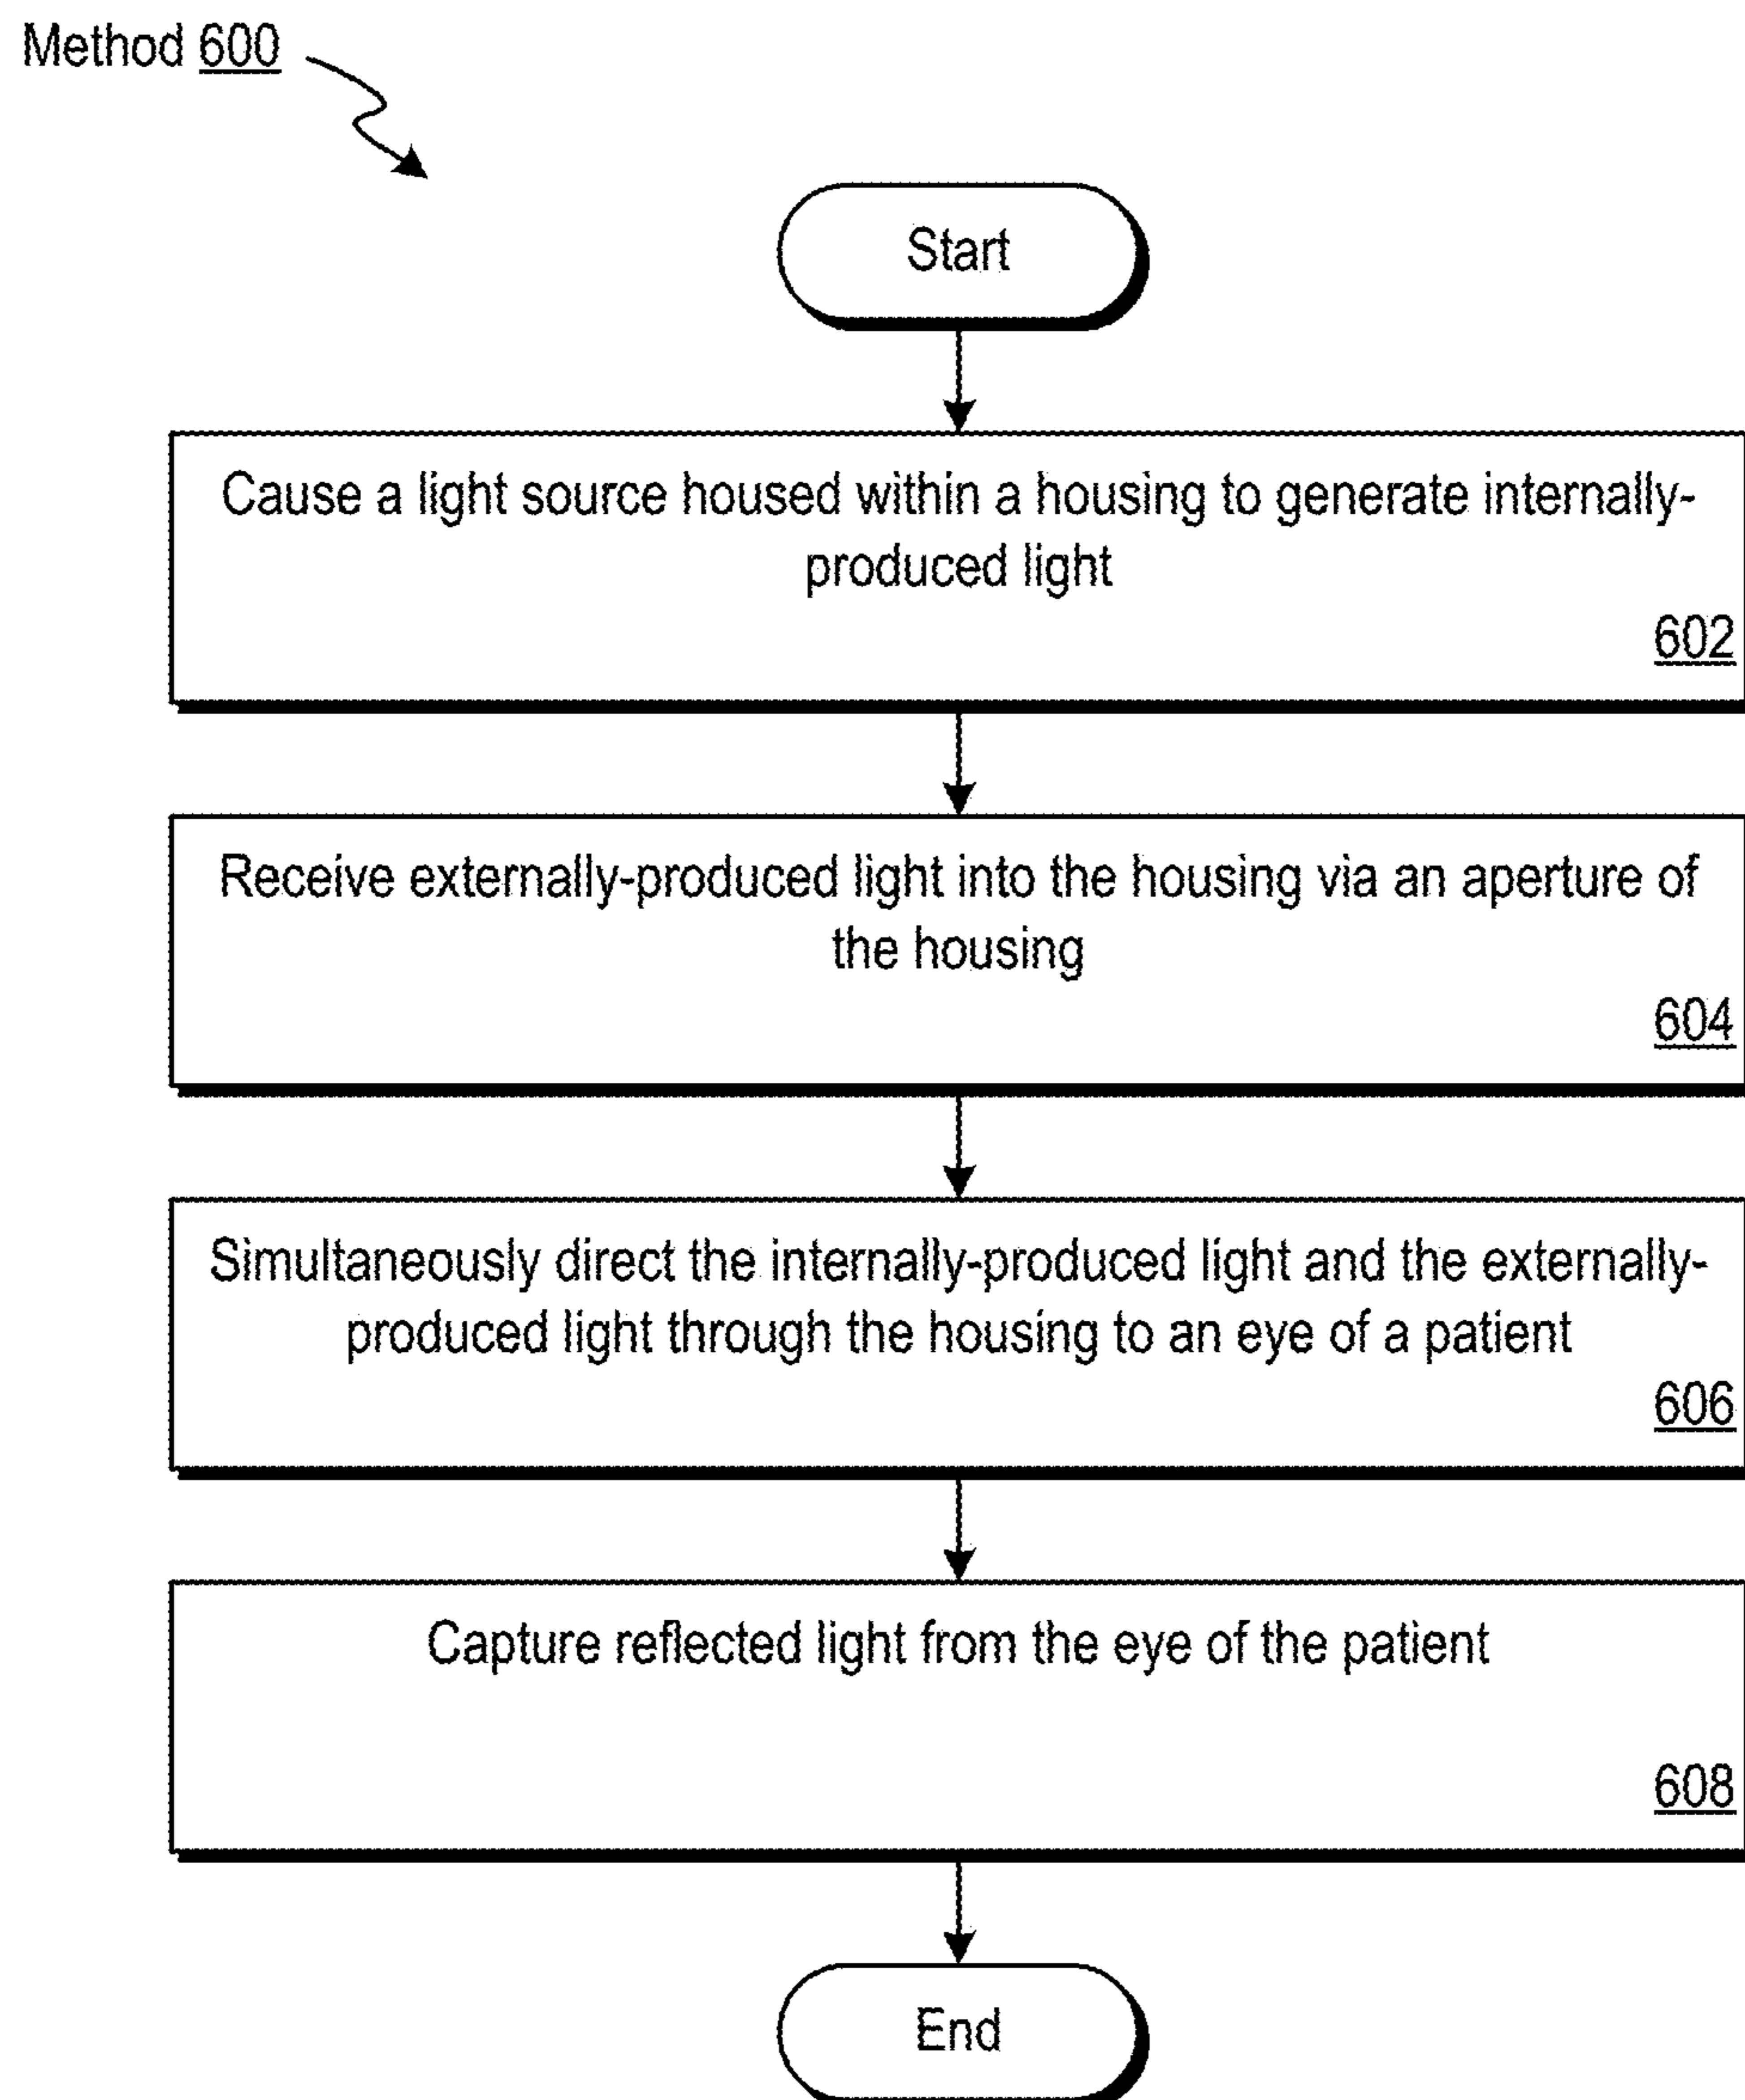 Method 600
Start
Cause a light source housed within a housing to generate internally-
produced light
602
Receive externally-produced light into the housing via an aperture of
the housing
604
Simultaneously direct the internally-produced light and the externally-
produced light through the housing to an eye of a patient
606
Capture reflected light from the eye of the patient
608
End